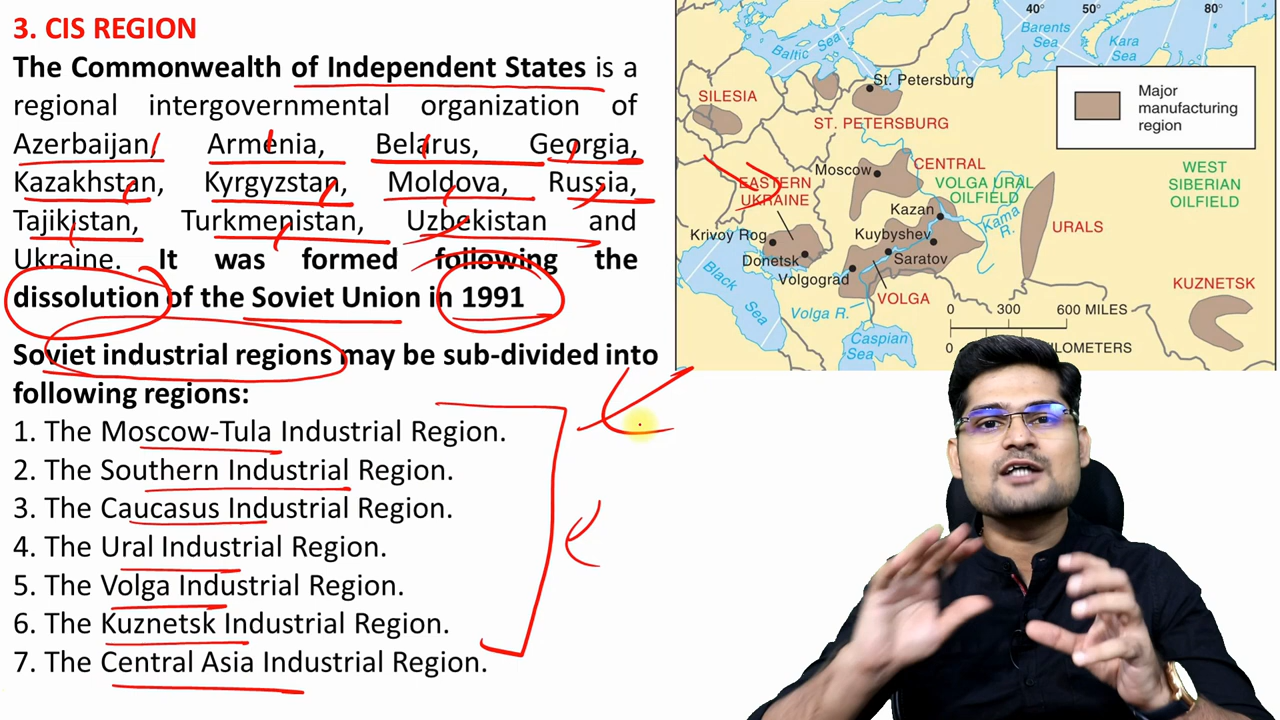 3. CIS REGION
The Commonwealth of Independent States is a
regional intergovernmental organization of
Azerbaijan, Armenia, Belarus, Georgia,
Kazakhstan, Kyrgyzstan, Moldova, Russia,
Tajikistan, Turkmenistan, Uzbekistan and
Ukraine. It was formed following the
dissolution of the Soviet Union in 1991
Soviet industrial regions may be sub-divided into
following regions:
1. The Moscow-Tula Industrial Region.
2. The Southern Industrial Region.
3. The Caucasus Industrial Region.
4. The Ural Industrial Region.
5. The Volga Industrial Region.
6. The Kuznetsk Industrial Region.
7. The Central Asia Industrial Region.
40° 50° 80°
Barents
Sea
Kara
Sea
Baltic Sea
St. Petersburg
SILESIA
ST. PETERSBURG
Major
manufacturing
region
Moscow
CENTRAL
EASTERN
UKRAINE
VOLGA URAL
OILFIELD
WEST
SIBERIAN
OILFIELD
Kazan
Kama
R.
URALS
Krivoy Rog
Kuybyshev
Donetsk
Saratov
Volgograd
Black
Sea
VOLGA
KUZNETSK
Volga R.
0 300 600 MILES
Caspian
Sea
0